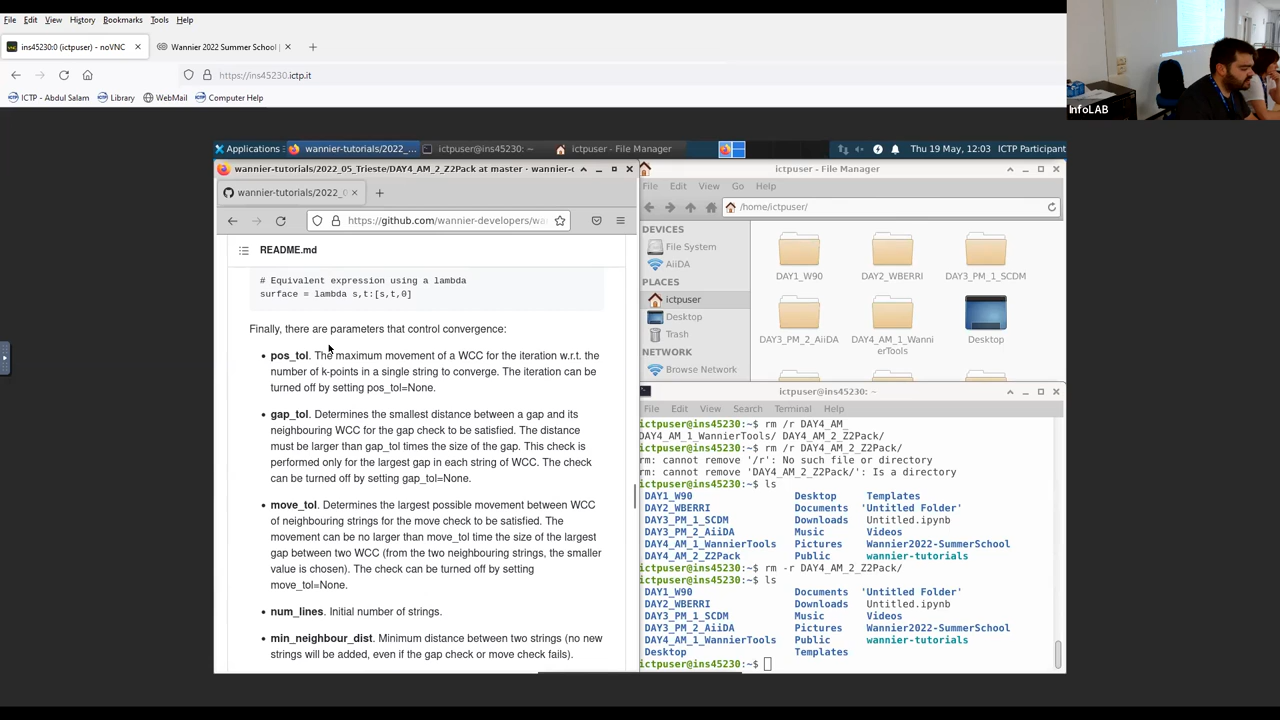 File Edit View History Bookmarks Tools Help
ins45230:0 (ictpuser) - noVNC
Wannier 2022 Summer School |
https://ins45230.ictp.it
ICTP - Abdul Salam Library WebMail Computer Help
InfoLAB
Applications wannier-tutorials/2022_... ictpuser@ins45230: ~ ictpuser - File Manager Thu 19 May, 12:03 ICTP Participant
wannier-tutorials/2022_05_Trieste/DAY4_AM_2_Z2Pack at master · wannier-d
wannier-tutorials/2022_0
https://github.com/wannier-developers/wa
README.md
# Equivalent expression using a lambda
surface = lambda s,t:[s,t,0]
Finally, there are parameters that control convergence:
pos_tol. The maximum movement of a WCC for the iteration w.r.t. the
number of k-points in a single string to converge. The iteration can be
turned off by setting pos_tol=None.
gap_tol. Determines the smallest distance between a gap and its
neighbouring WCC for the gap check to be satisfied. The distance
must be larger than gap_tol times the size of the gap. This check is
performed only for the largest gap in each string of WCC. The check
can be turned off by setting gap_tol=None.
move_tol. Determines the largest possible movement between WCC
of neighbouring strings for the move check to be satisfied. The
movement can be no larger than move_tol time the size of the largest
gap between two WCC (from the two neighbouring strings, the smaller
value is chosen). The check can be turned off by setting
move_tol=None.
num_lines. Initial number of strings.
min_neighbour_dist. Minimum distance between two strings (no new
strings will be added, even if the gap check or move check fails).
ictpuser - File Manager
File Edit View Go Help
/home/ictpuser/
DEVICES
File System
AiiDA
PLACES
ictpuser
Desktop
Trash
NETWORK
Browse Network
DAY1_W90 DAY2_WBERRI DAY3_PM_1_SCDM
DAY3_PM_2_AiiDA DAY4_AM_1_Wanni Desktop
erTools
ictpuser@ins45230: ~
File Edit View Search Terminal Help
ictpuser@ins45230:~$ rm /r DAY4_AM_
DAY4_AM_1_WannierTools/ DAY4_AM_2_Z2Pack/
ictpuser@ins45230:~$ rm /r DAY4_AM_2_Z2Pack/
rm: cannot remove '/r': No such file or directory
rm: cannot remove 'DAY4_AM_2_Z2Pack/': Is a directory
ictpuser@ins45230:~$ ls
DAY1_W90 Desktop Templates
DAY2_WBERRI Documents 'Untitled Folder'
DAY3_PM_1_SCDM Downloads Untitled.ipynb
DAY3_PM_2_AiiDA Music Videos
DAY4_AM_1_WannierTools Pictures Wannier2022-SummerSchool
DAY4_AM_2_Z2Pack Public wannier-tutorials
ictpuser@ins45230:~$ rm -r DAY4_AM_2_Z2Pack/
ictpuser@ins45230:~$ ls
DAY1_W90 Documents 'Untitled Folder'
DAY2_WBERRI Downloads Untitled.ipynb
DAY3_PM_1_SCDM Music Videos
DAY3_PM_2_AiiDA Pictures Wannier2022-SummerSchool
DAY4_AM_1_WannierTools Public wannier-tutorials
Desktop Templates
ictpuser@ins45230:~$